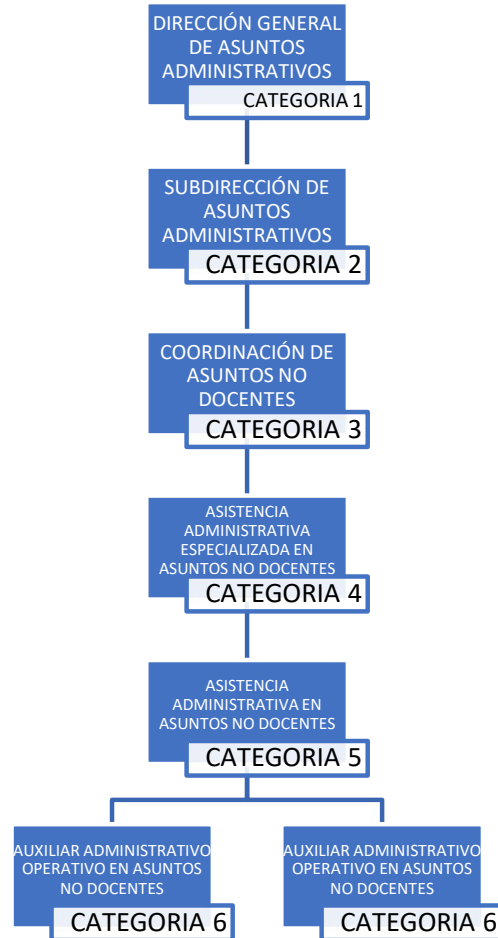 DIRECCIÓN GENERAL
DE ASUNTOS
ADMINISTRATIVOS
CATEGORIA 1
SUBDIRECCIÓN DE
ASUNTOS
ADMINISTRATIVOS
CATEGORIA 2
COORDINACIÓN DE
ASUNTOS NO
DOCENTES
CATEGORIA 3
ASISTENCIA
ADMINISTRATIVA
ESPECIALIZADA EN
ASUNTOS NO DOCENTES
CATEGORIA 4
ASISTENCIA
ADMINISTRATIVA EN
ASUNTOS NO DOCENTES
CATEGORIA 5
AUXILIAR ADMINISTRATIVO
OPERATIVO EN ASUNTOS
NO DOCENTES
CATEGORIA 6
AUXILIAR ADMINISTRATIVO
OPERATIVO EN ASUNTOS
NO DOCENTES
CATEGORIA 6